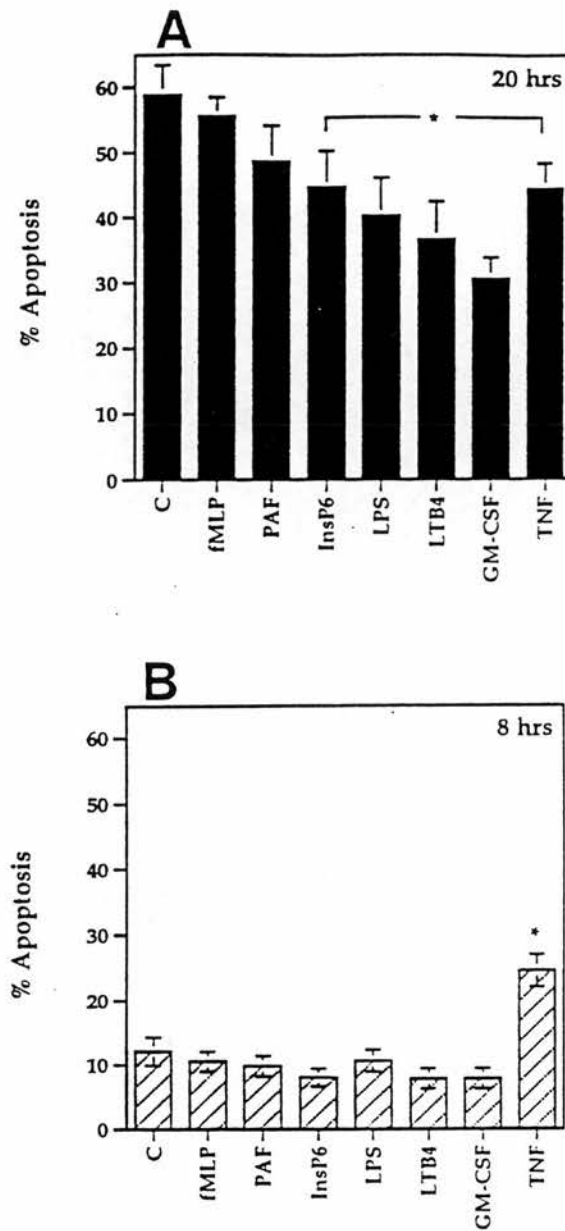 A
20 hrs
*
% Apoptosis
60
50
40
30
20
10
0
C
fMLP
PAF
InsP6
LPS
LTB4
GM-CSF
TNF
B
8 hrs
*
% Apoptosis
60
50
40
30
20
10
0
C
fMLP
PAF
InsP6
LPS
LTB4
GM-CSF
TNF